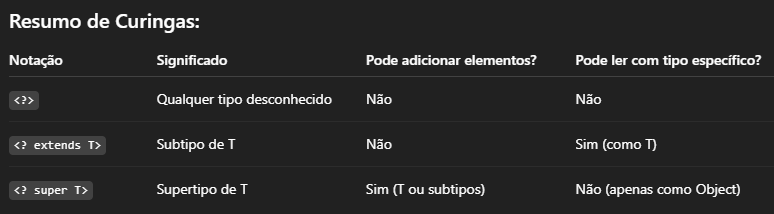 Resumo de Curingas:
Notação Significado Pode adicionar elementos? Pode ler com tipo específico?
<?> Qualquer tipo desconhecido Não Não
<? extends T> Subtipo de T Não Sim (como T)
<? super T> Supertipo de T Sim (T ou subtipos) Não (apenas como Object)